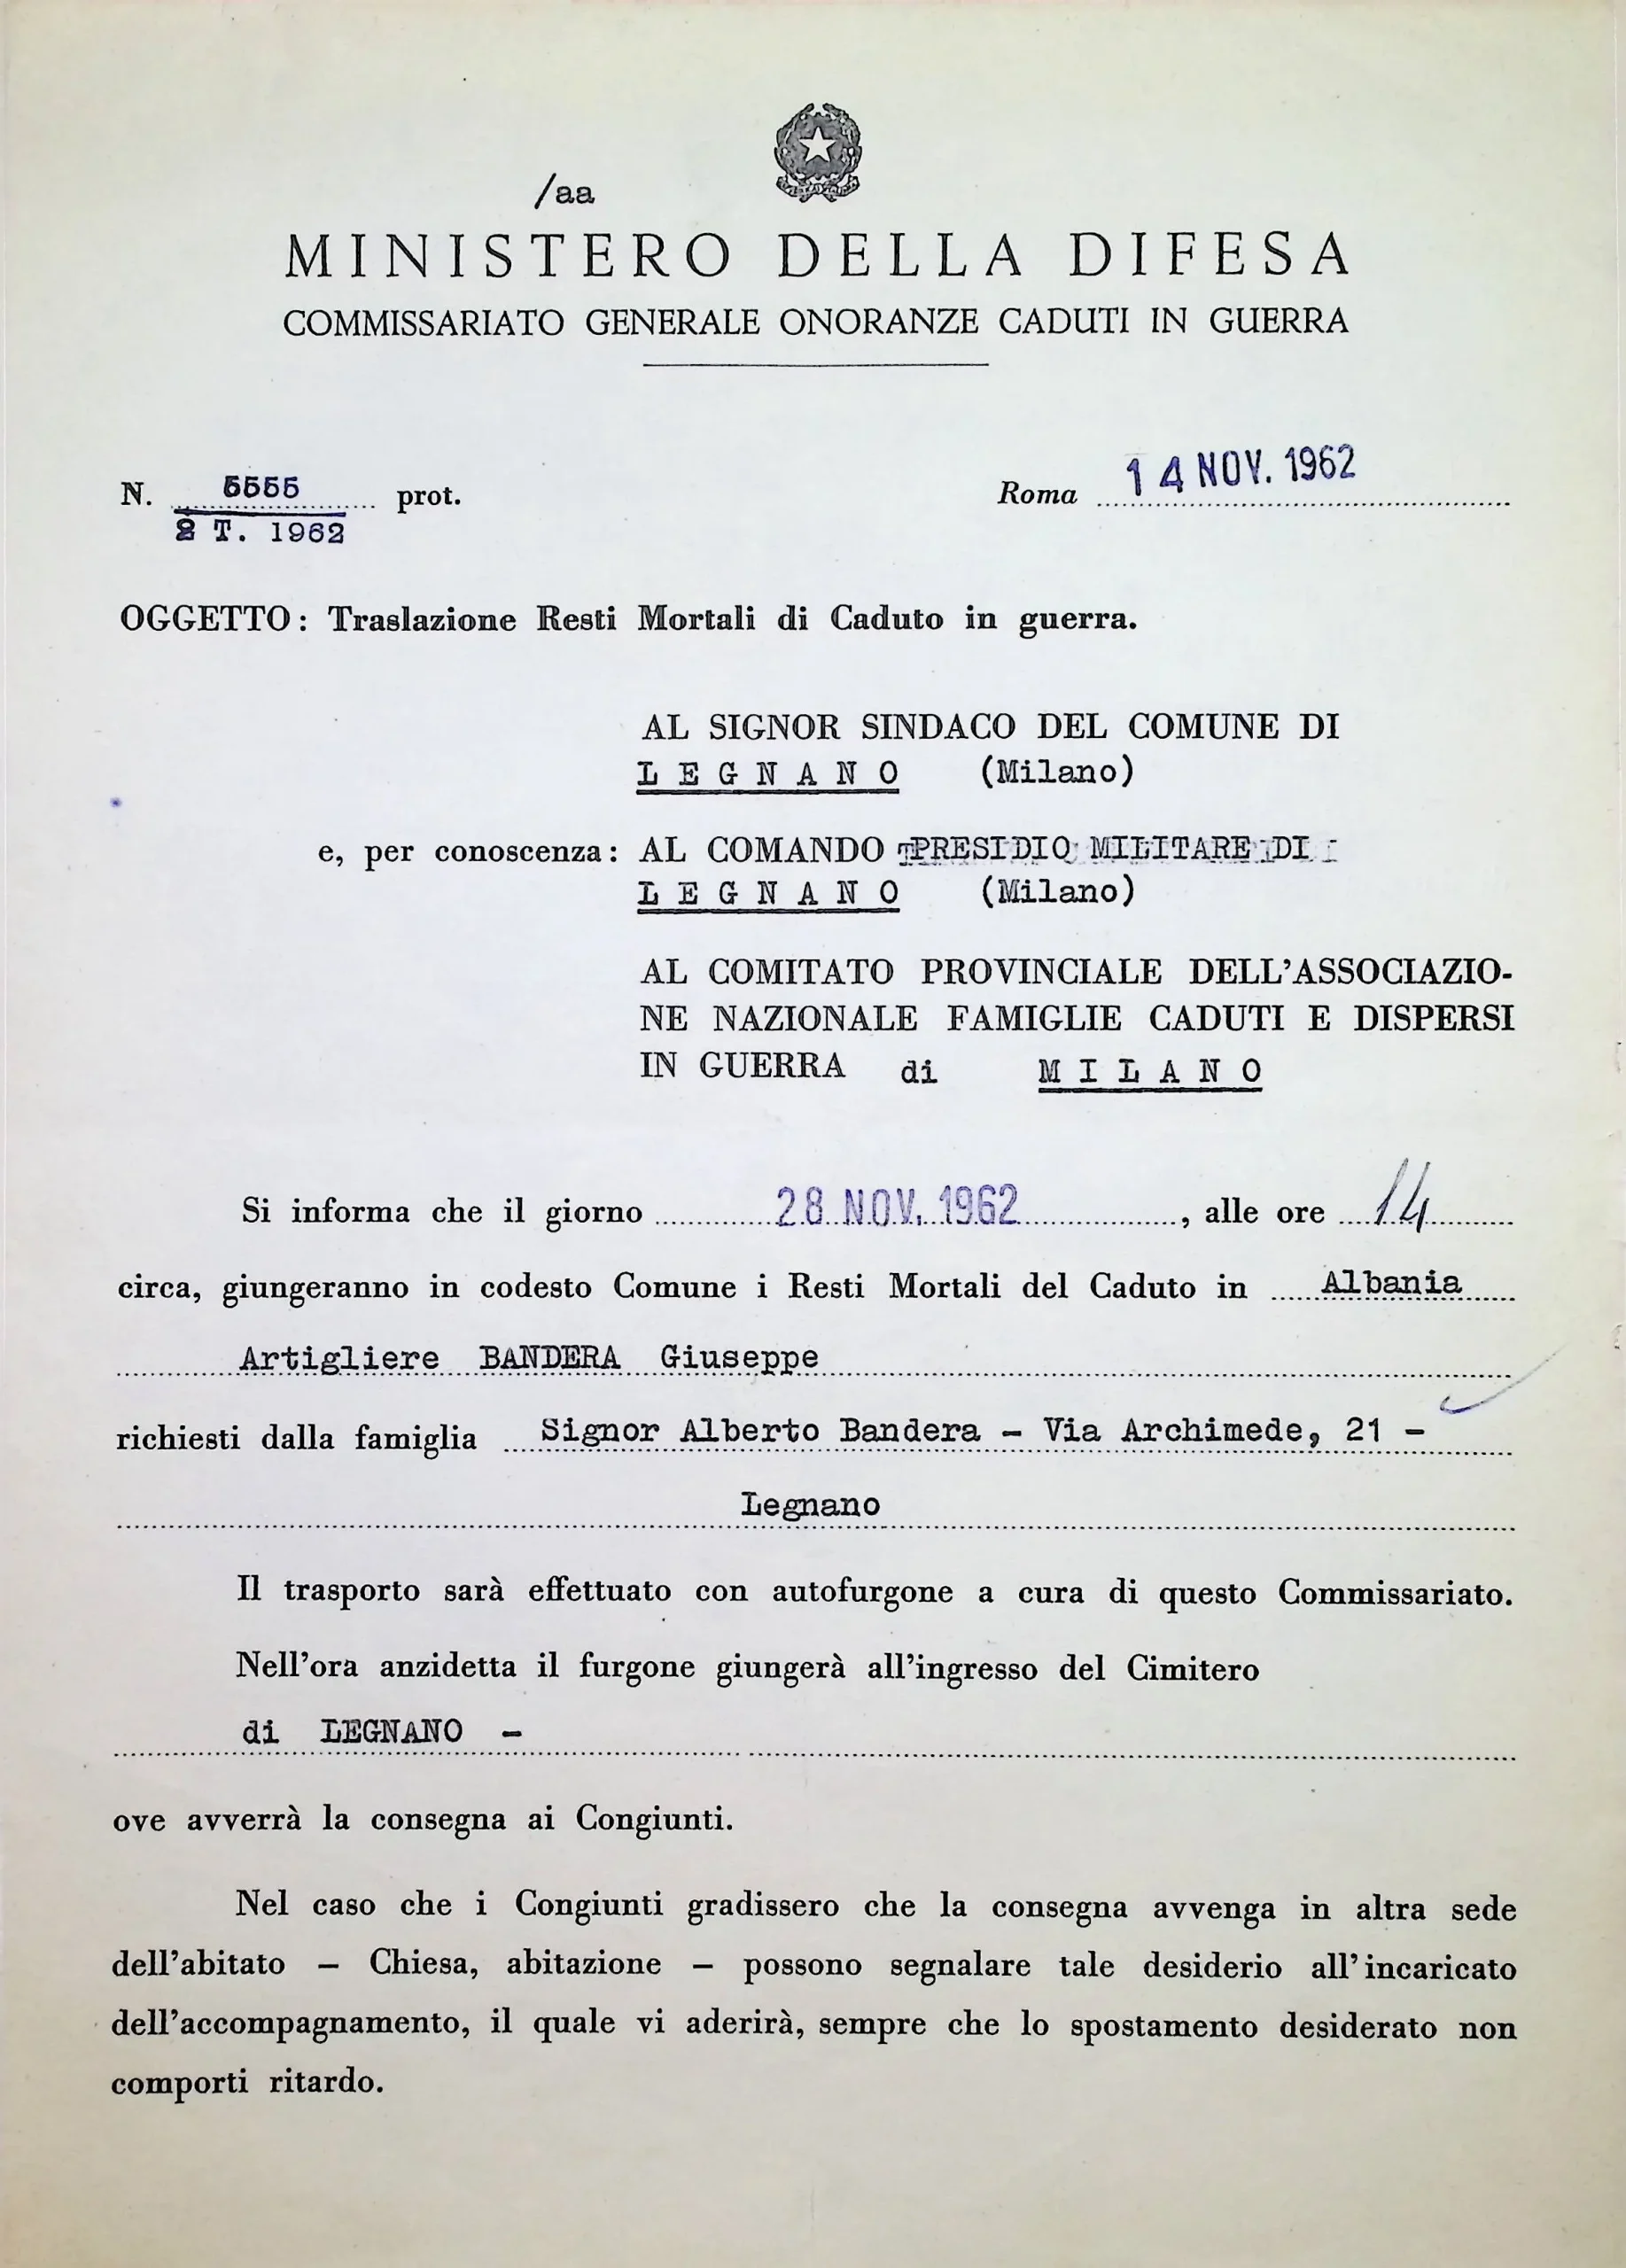 /aa
MINISTERO DELLA DIFESA
COMMISSARIATO GENERALE ONORANZE CADUTI IN GUERRA
N. 5555 prot.
2 T. 1962
Roma 14 NOV. 1962
OGGETTO: Traslazione Resti Mortali di Caduto in guerra.
AL SIGNOR SINDACO DEL COMUNE DI
LEGNANO (Milano)
e, per conoscenza: AL COMANDO PRESIDIO MILITARE DI
LEGNANO (Milano)
AL COMITATO PROVINCIALE DELL'ASSOCIAZIO-
NE NAZIONALE FAMIGLIE CADUTI E DISPERSI
IN GUERRA di MILANO
Si informa che il giorno 28 NOV. 1962, alle ore 14
circa, giungeranno in codesto Comune i Resti Mortali del Caduto in Albania
Artigliere BANDERA Giuseppe
richiesti dalla famiglia Signor Alberto Bandera - Via Archimede, 21 -
Legnano
Il trasporto sarà effettuato con autofurgone a cura di questo Commissariato.
Nell'ora anzidetta il furgone giungerà all'ingresso del Cimitero
di LEGNANO -
ove avverrà la consegna ai Congiunti.
Nel caso che i Congiunti gradissero che la consegna avvenga in altra sede
dell'abitato – Chiesa, abitazione – possono segnalare tale desiderio all'incaricato
dell'accompagnamento, il quale vi aderirà, sempre che lo spostamento desiderato non
comporti ritardo.